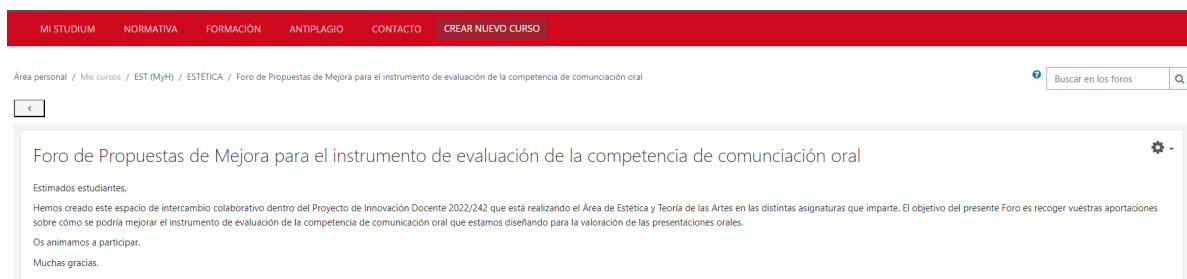 MI STUDIUM NORMATIVA FORMACIÓN ANTIPLAGIO CONTACTO CREAR NUEVO CURSO
Área personal / Mis cursos / EST (MyH) / ESTÉTICA / Foro de Propuestas de Mejora para el instrumento de evaluación de la competencia de comunciación oral
Buscar en los foros
Foro de Propuestas de Mejora para el instrumento de evaluación de la competencia de comunciación oral
Estimados estudiantes,
Hemos creado este espacio de intercambio colaborativo dentro del Proyecto de Innovación Docente 2022/242 que está realizando el Área de Estética y Teoría de las Artes en las distintas asignaturas que imparte. El objetivo del presente Foro es recoger vuestras aportaciones
sobre cómo se podría mejorar el instrumento de evaluación de la competencia de comunicación oral que estamos diseñando para la valoración de las presentaciones orales.
Os animamos a participar.
Muchas gracias.